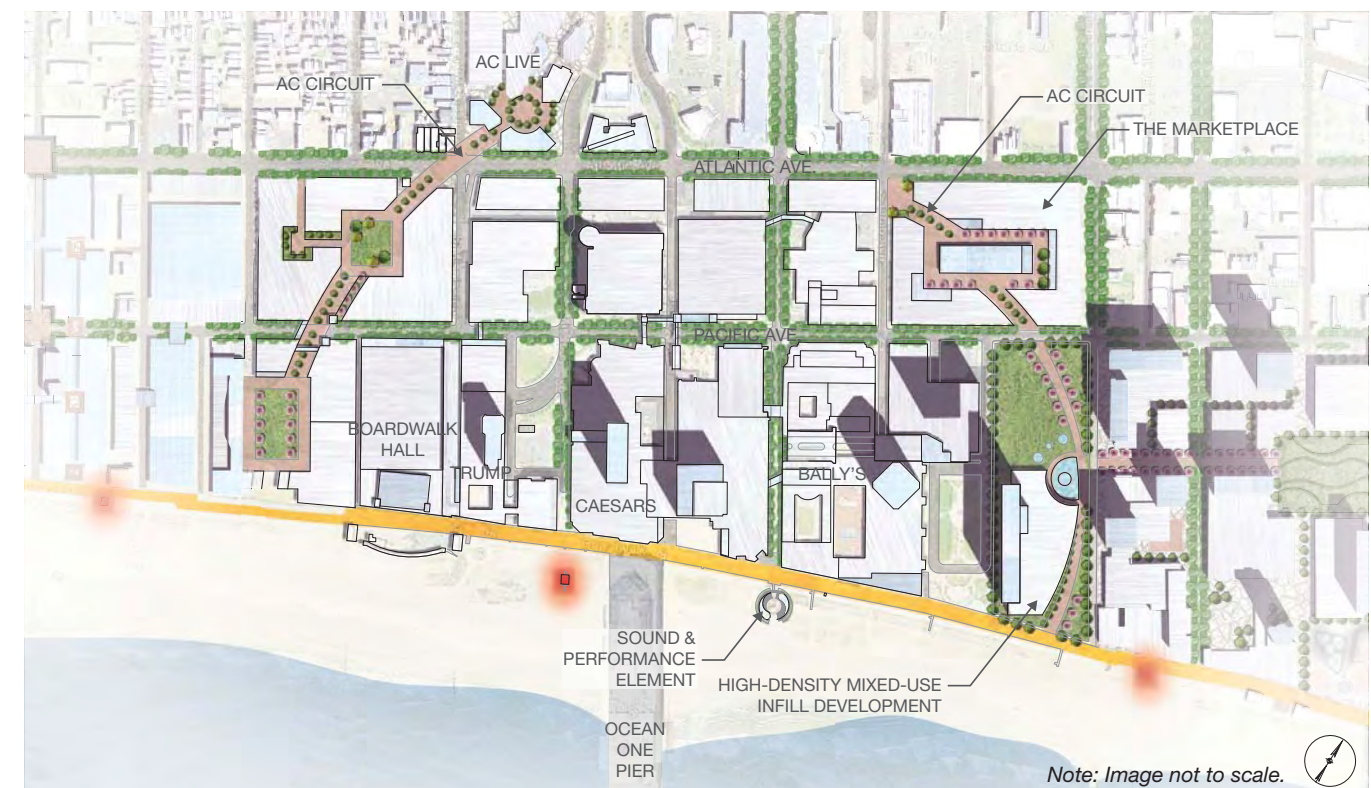 AC LIVE
AC CIRCUIT
AC CIRCUIT
THE MARKETPLACE
ATLANTIC AVE.
PACIFIC AVE.
BOARDWALK
HALL
TRUMP
CAESARS
BALLY'S
SOUND &
PERFORMANCE
ELEMENT
HIGH-DENSITY MIXED-USE
INFILL DEVELOPMENT
OCEAN
ONE
PIER
Note: Image not to scale.